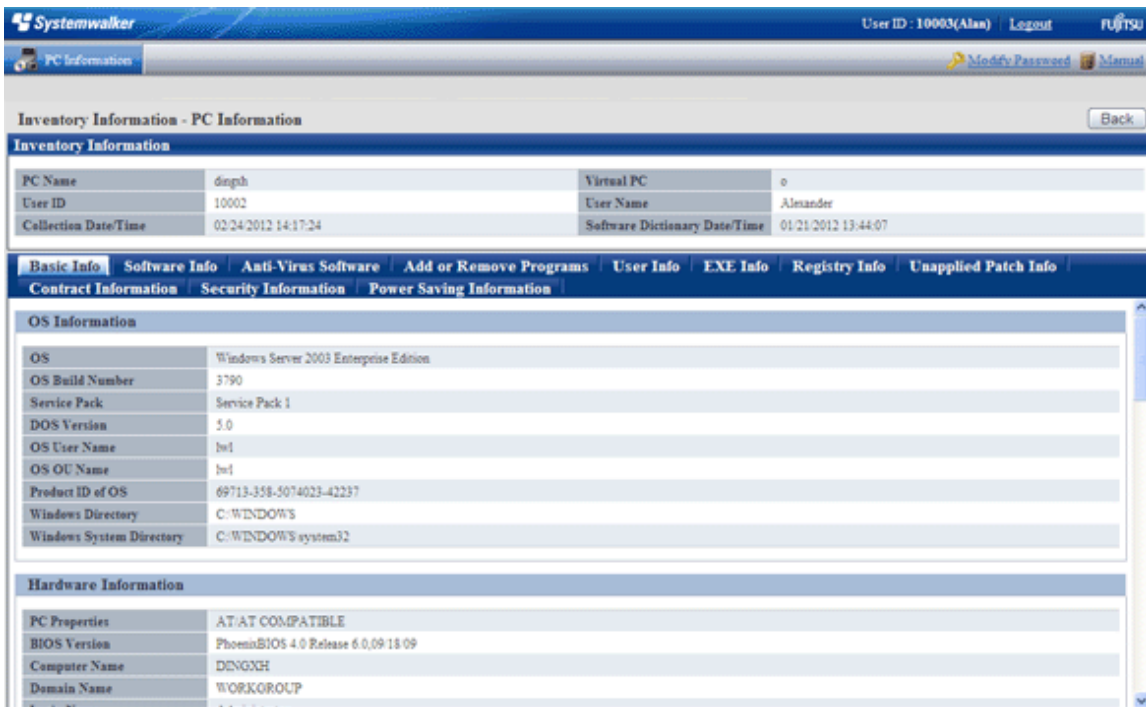 Systemwalker User ID : 10003(Alan) Logout FUJITSU
PC Information Modify Password Manual
Inventory Information - PC Information Back
Inventory Information
PC Name dingxh Virtual PC o
User ID 10002 User Name Alexander
Collection Date/Time 02/24/2012 14:17:24 Software Dictionary Date/Time 01/21/2012 13:44:07
Basic Info Software Info Anti-Virus Software Add or Remove Programs User Info EXE Info Registry Info Unapplied Patch Info
Contract Information Security Information Power Saving Information
OS Information
OS Windows Server 2003 Enterprise Edition
OS Build Number 3790
Service Pack Service Pack 1
DOS Version 5.0
OS User Name
OS OU Name
Product ID of OS 69713-358-5074023-42237
Windows Directory C:\WINDOWS
Windows System Directory C:\WINDOWS\system32
Hardware Information
PC Properties AT/AT COMPATIBLE
BIOS Version PhoenixBIOS 4.0 Release 6.0,09/18/09
Computer Name DINGXH
Domain Name WORKGROUP